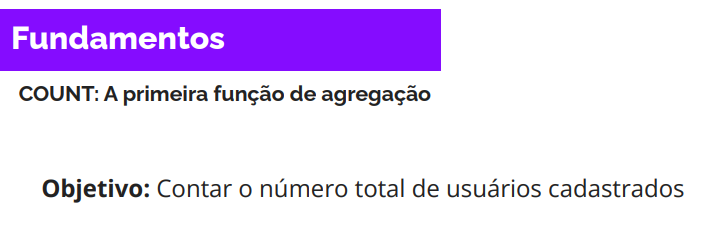 Fundamentos
COUNT: A primeira função de agregação
Objetivo: Contar o número total de usuários cadastrados